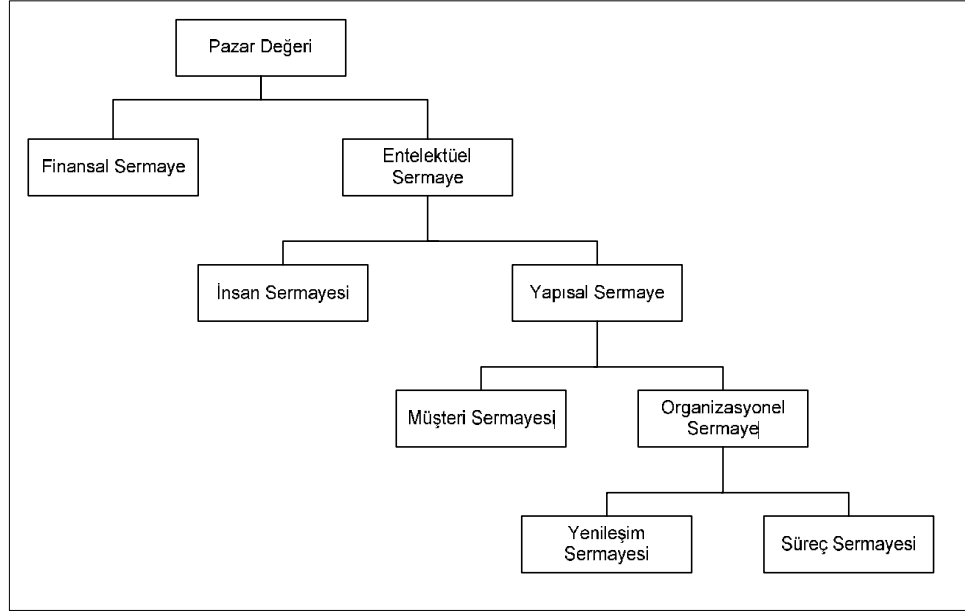 Pazar Değeri
Finansal Sermaye
Entelektüel
Sermaye
İnsan Sermayesi
Yapısal Sermaye
Müşteri Sermayesi
Organizasyonel
Sermaye
Yenileşim
Sermayesi
Süreç Sermayesi